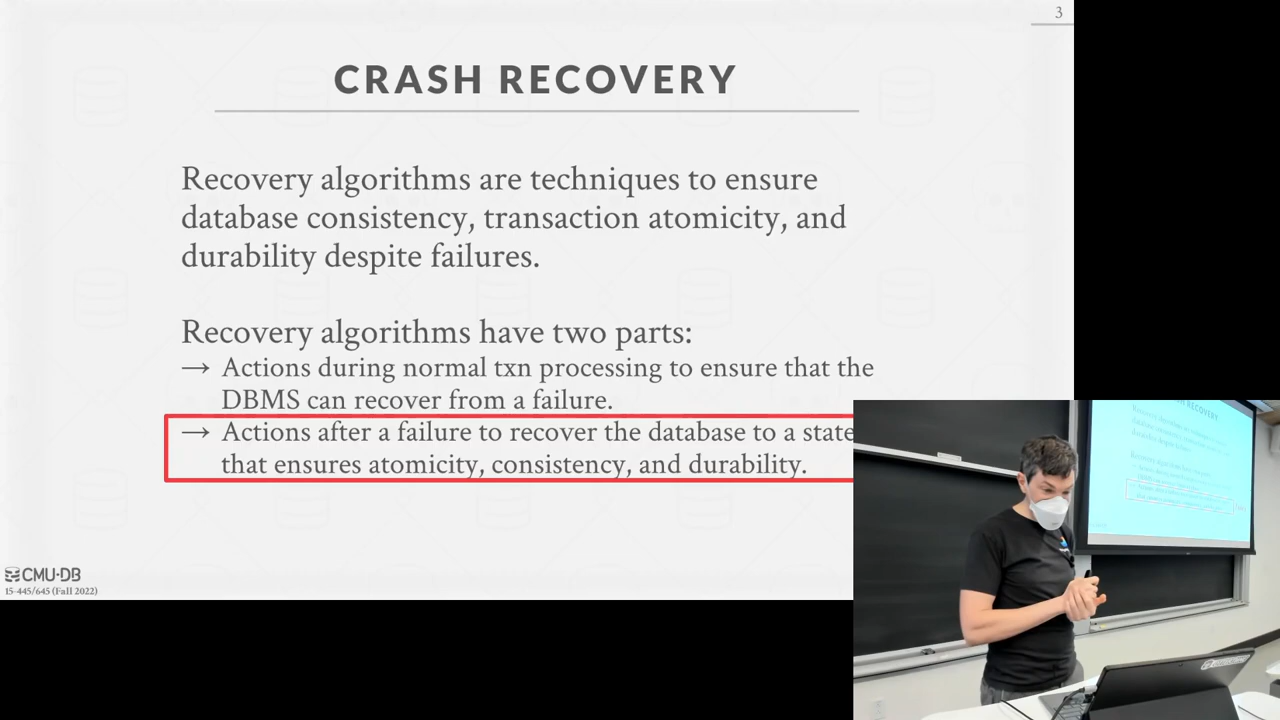 3
CRASH RECOVERY
Recovery algorithms are techniques to ensure
database consistency, transaction atomicity, and
durability despite failures.
Recovery algorithms have two parts:
→ Actions during normal txn processing to ensure that the
DBMS can recover from a failure.
→ Actions after a failure to recover the database to a state
that ensures atomicity, consistency, and durability.
CMU·DB
15-445/645 (Fall 2022)